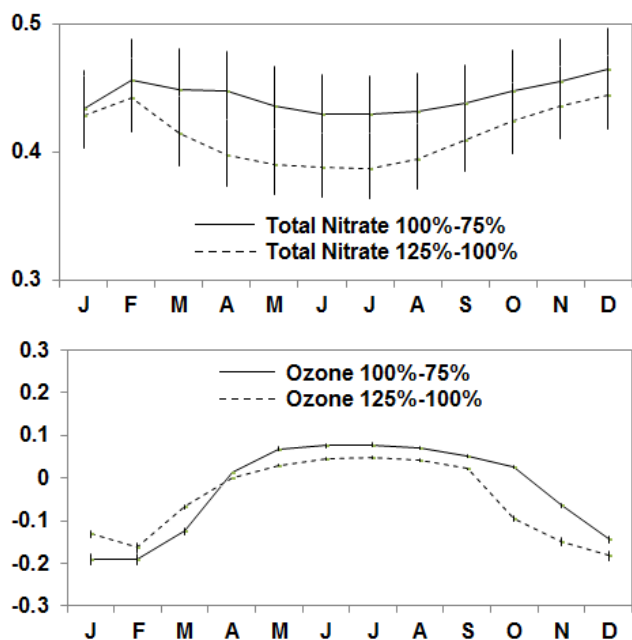 0.5
0.4
Total Nitrate 100%-75%
Total Nitrate 125%-100%
0.3
J F M A M J J A S O N D
0.3
Ozone 100%-75%
0.2
Ozone 125%-100%
0.1
0
-0.1
-0.2
-0.3
J F M A M J J A S O N D